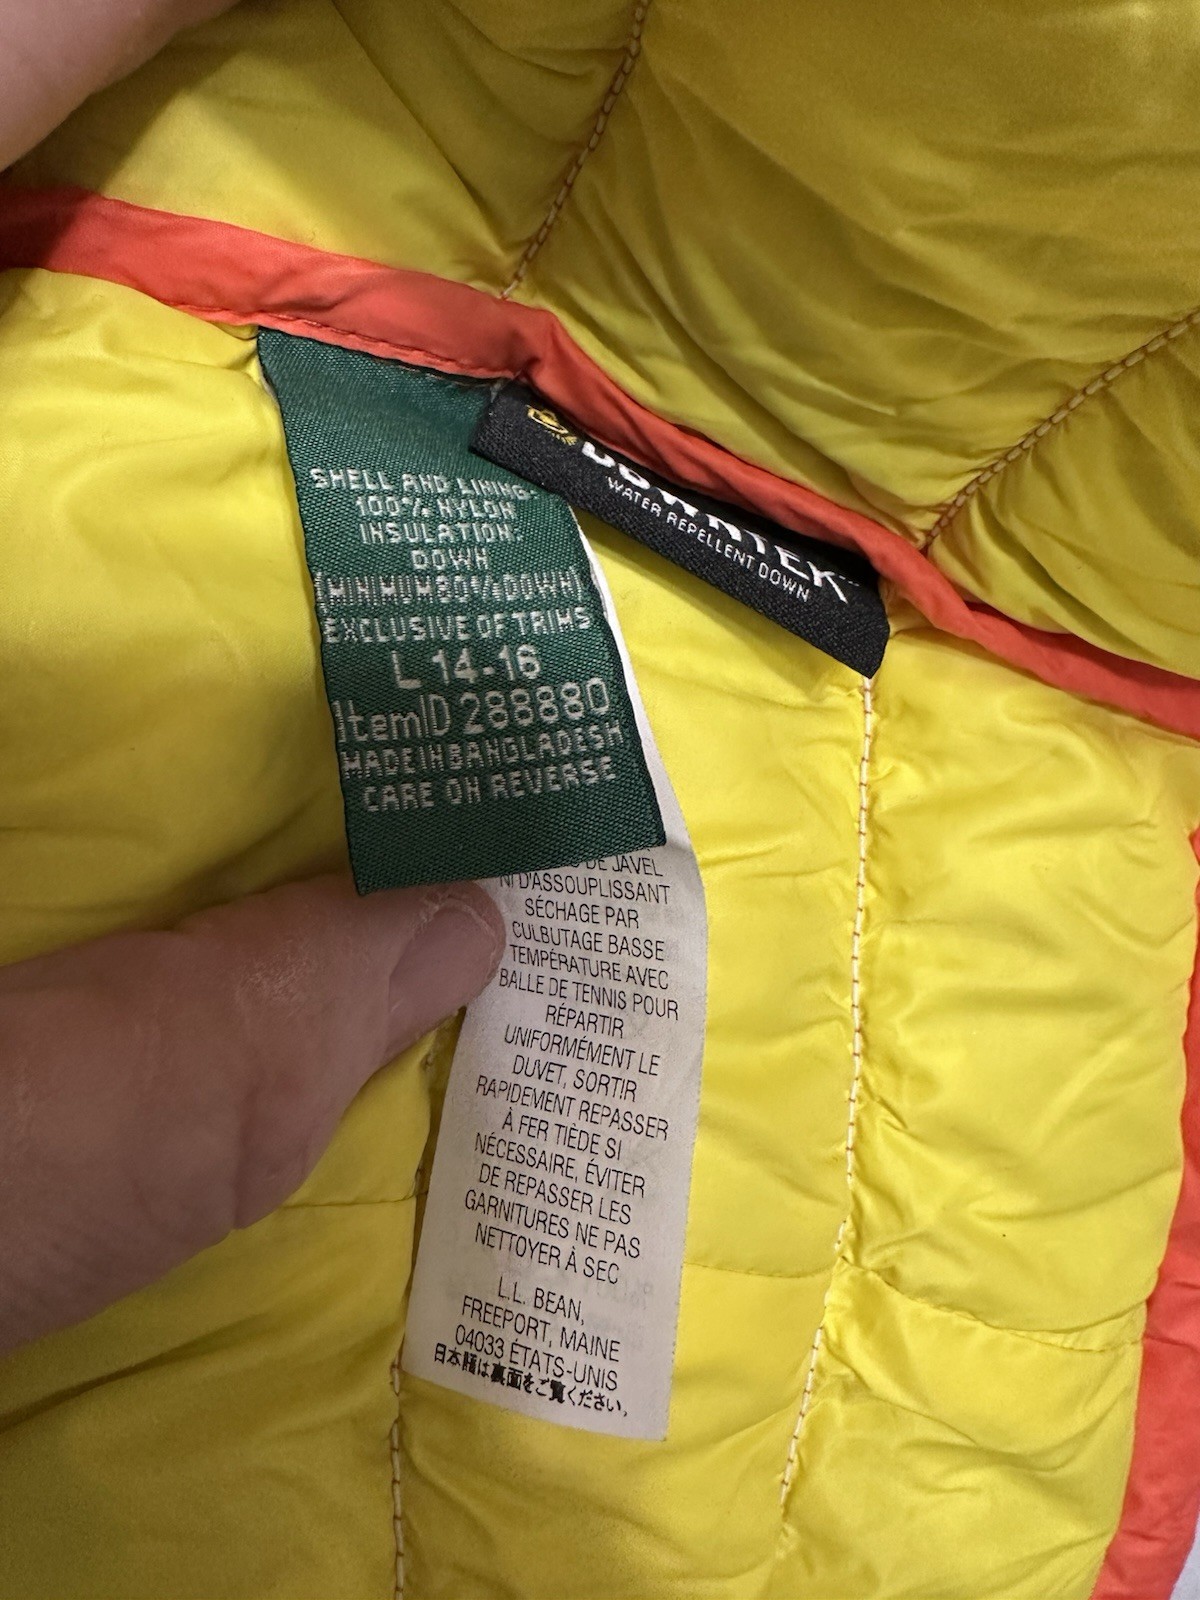 SHELL AND LINING:
100% NYLON
INSULATION:
DOWN
(MINIMUM 80% DOWN)
EXCLUSIVE OF TRIMS
L 14-16
ItemID 288880
MADE IN BANGLADESH
CARE ON REVERSE
DOWNTEK™
WATER REPELLENT DOWN
DE JAVEL
NI D'ASSOUPLISSANT
SÉCHAGE PAR
CULBUTAGE BASSE
TEMPÉRATURE AVEC
BALLE DE TENNIS POUR
RÉPARTIR
UNIFORMÉMENT LE
DUVET, SORTIR
RAPIDEMENT REPASSER
À FER TIÈDE SI
NÉCESSAIRE, ÉVITER
DE REPASSER LES
GARNITURES NE PAS
NETTOYER À SEC
L.L. BEAN,
FREEPORT, MAINE
04033 ÉTATS-UNIS
日本語は裏面をご覧ください。